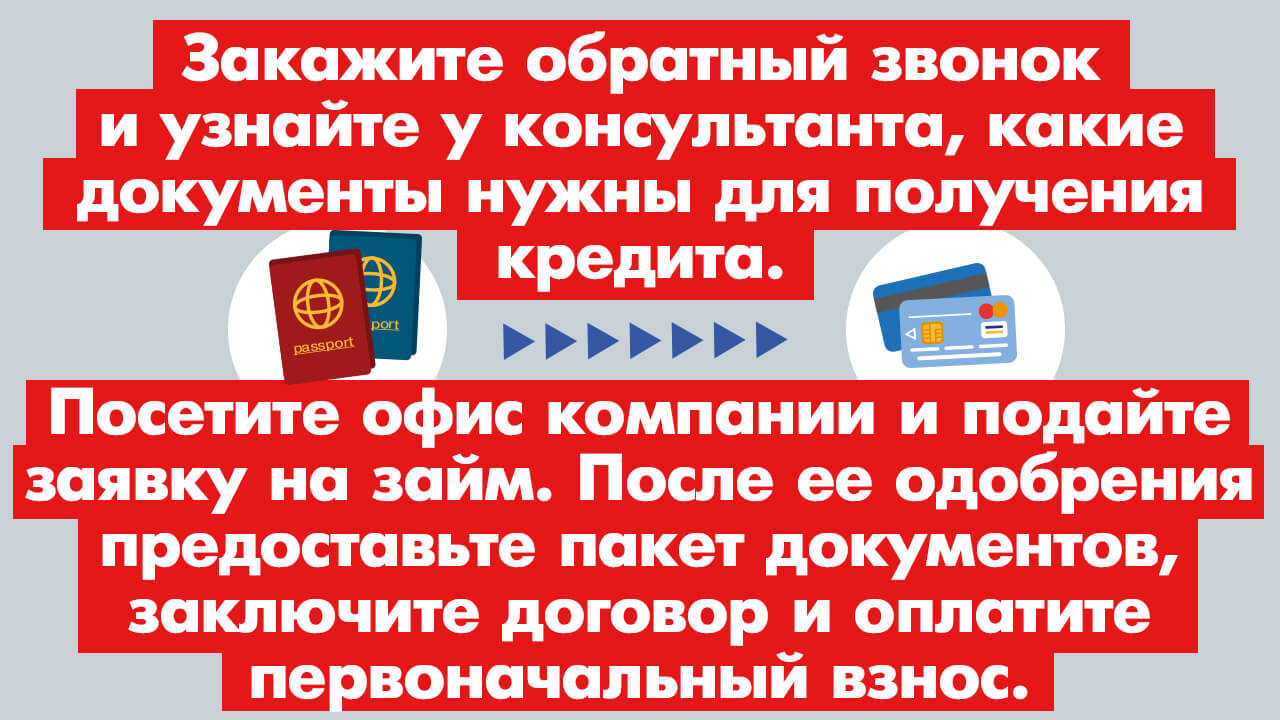 Закажите обратный звонок
и узнайте у консультанта, какие
документы нужны для получения
кредита.
passport
port
Посетите офис компании и подайте
заявку на займ. После ее одобрения
предоставьте пакет документов,
заключите договор и оплатите
первоначальный взнос.